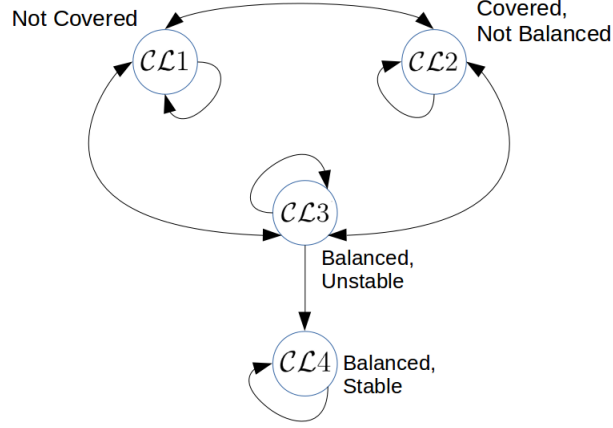 Not Covered
Covered,
Not Balanced
𝒞ℒ1
𝒞ℒ2
𝒞ℒ3
Balanced,
Unstable
𝒞ℒ4
Balanced,
Stable